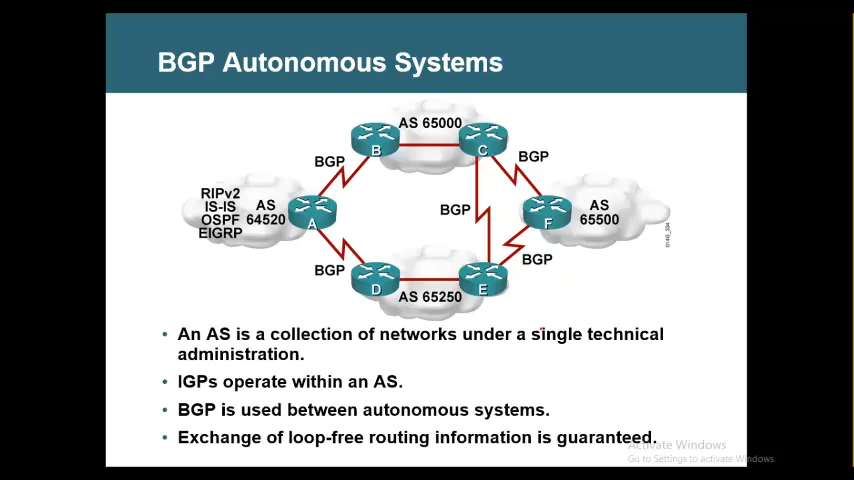 BGP Autonomous Systems
AS 65000
B
C
BGP
BGP
RIPv2
IS-IS
OSPF
EIGRP
AS
64520
A
BGP
F
AS
65500
BGP
BGP
D
AS 65250
E
• An AS is a collection of networks under a single technical
administration.
• IGPs operate within an AS.
• BGP is used between autonomous systems.
• Exchange of loop-free routing information is guaranteed.
Activate Windows
Go to Settings to activate Windows.